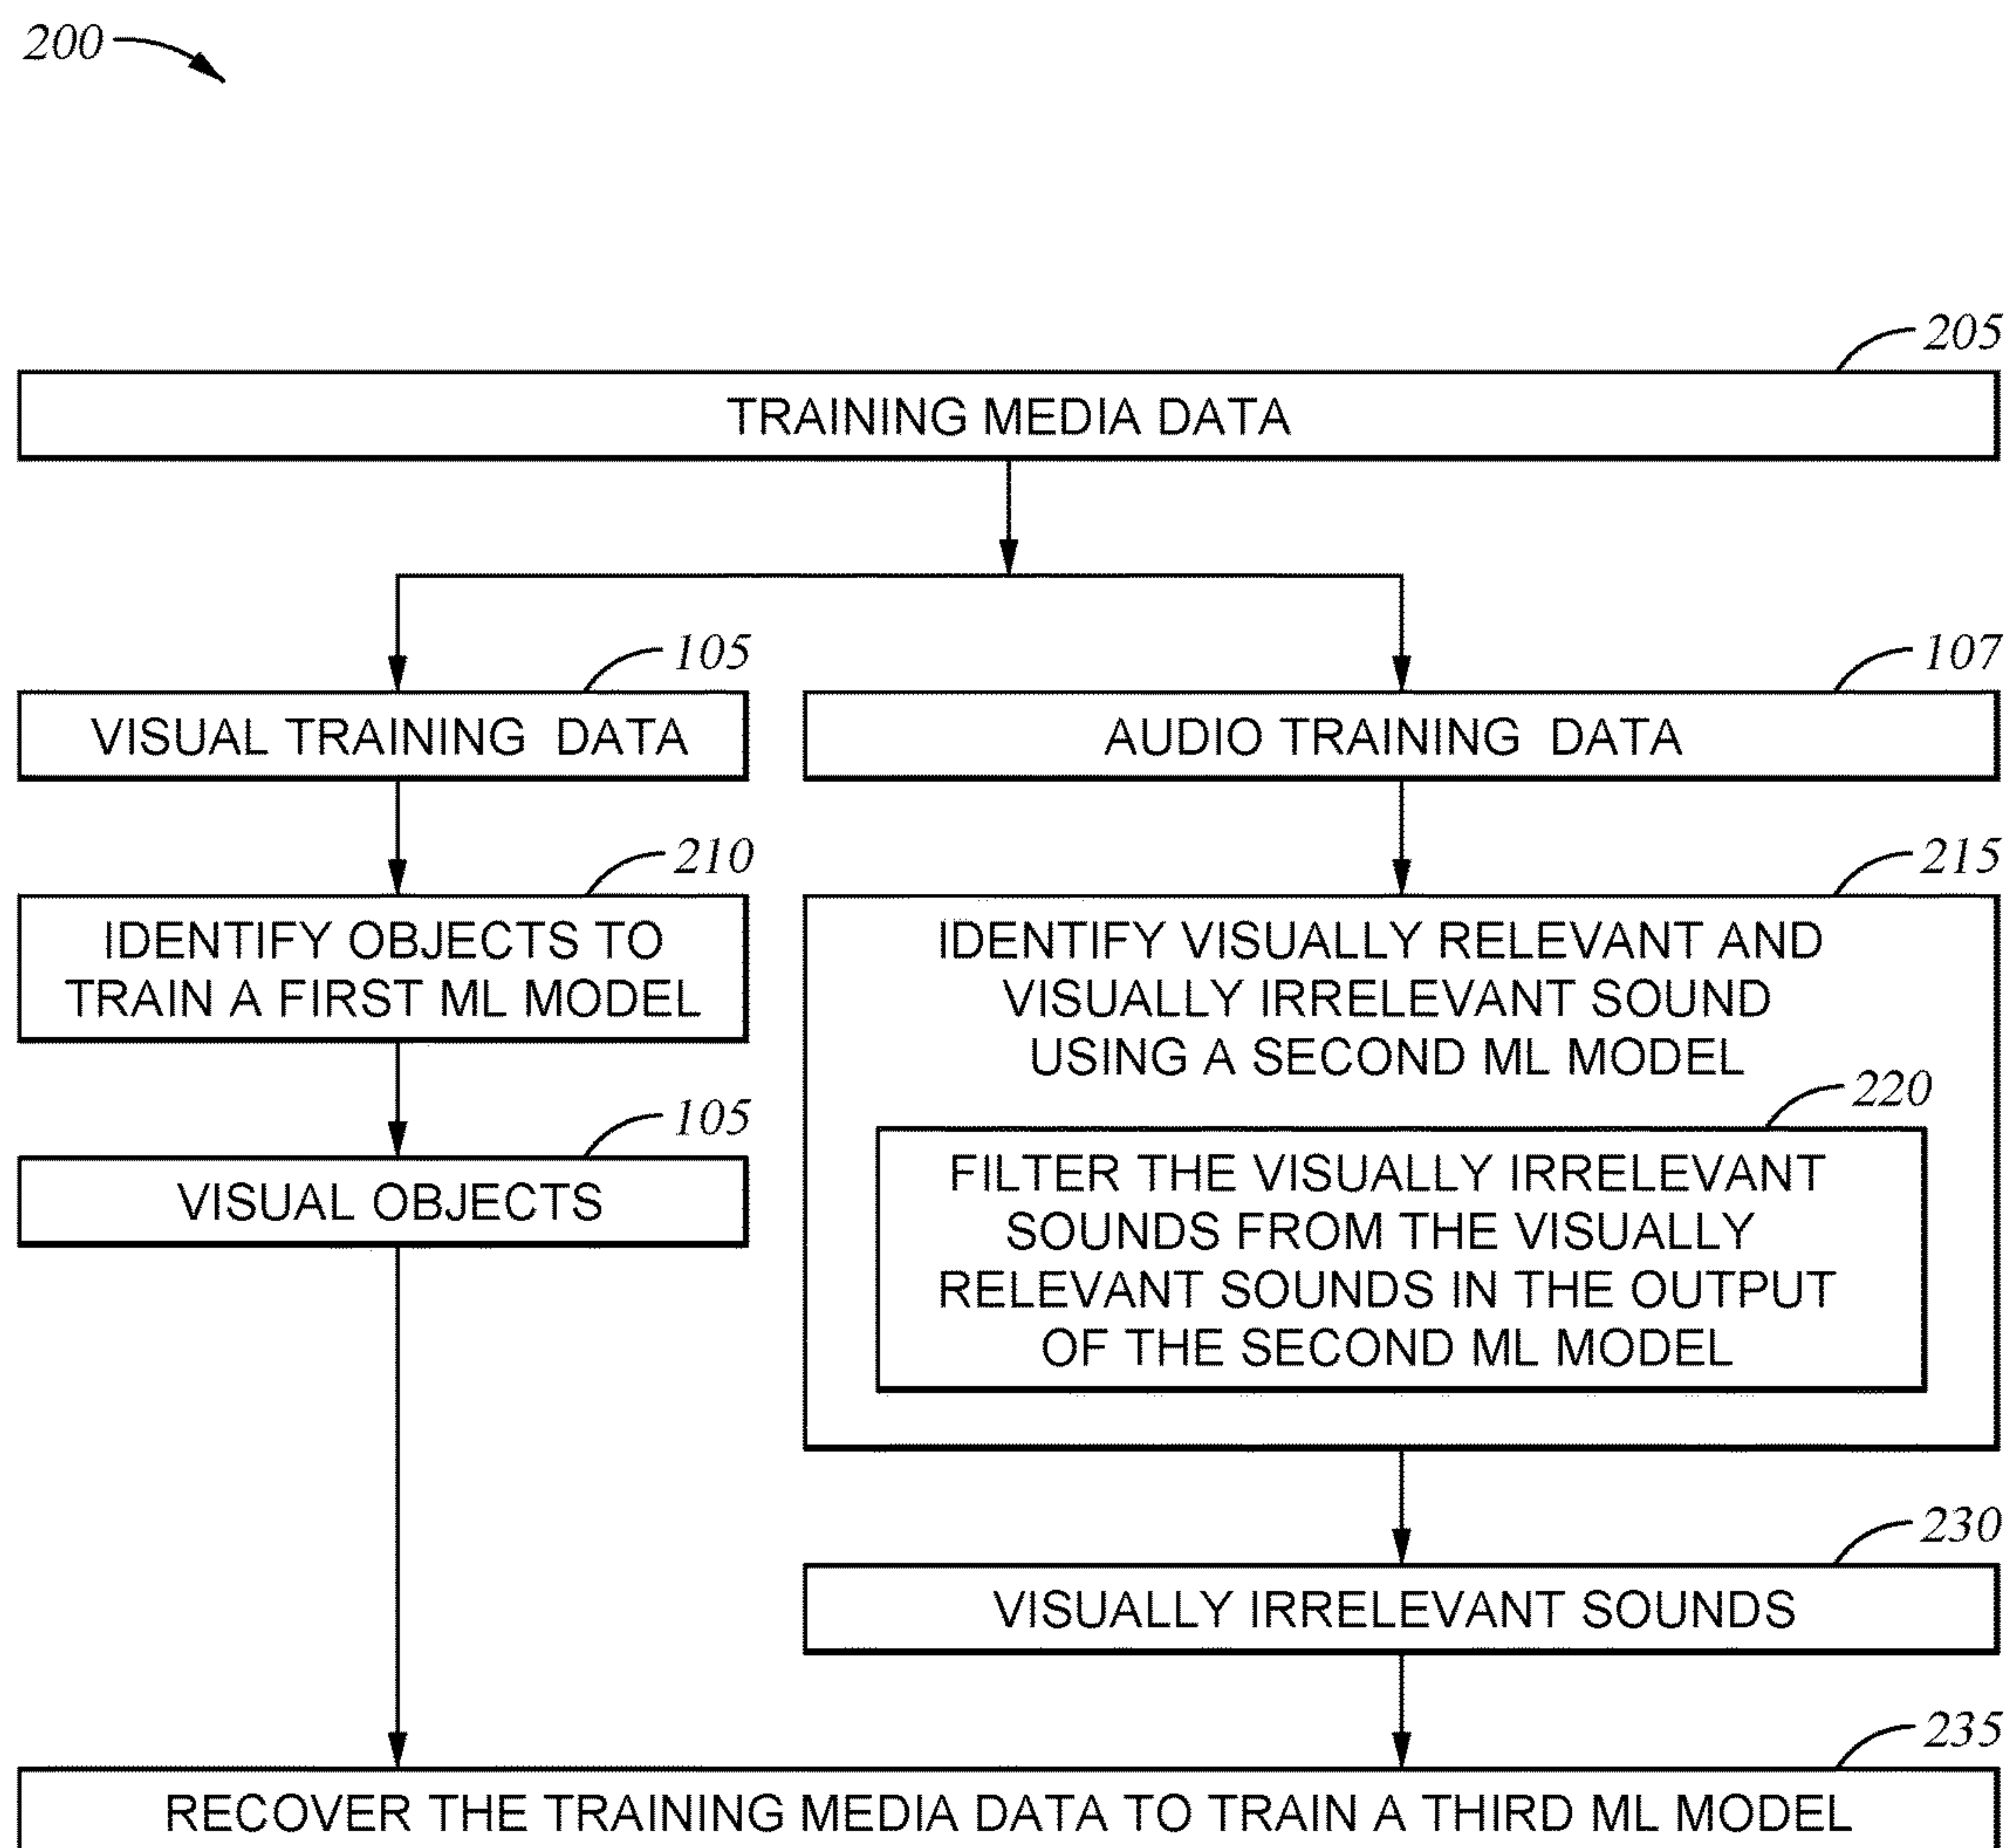 200
205
TRAINING MEDIA DATA
105
107
VISUAL TRAINING DATA
AUDIO TRAINING DATA
210
215
IDENTIFY OBJECTS TO
TRAIN A FIRST ML MODEL
IDENTIFY VISUALLY RELEVANT AND
VISUALLY IRRELEVANT SOUND
USING A SECOND ML MODEL
105
220
VISUAL OBJECTS
FILTER THE VISUALLY IRRELEVANT
SOUNDS FROM THE VISUALLY
RELEVANT SOUNDS IN THE OUTPUT
OF THE SECOND ML MODEL
230
VISUALLY IRRELEVANT SOUNDS
235
RECOVER THE TRAINING MEDIA DATA TO TRAIN A THIRD ML MODEL